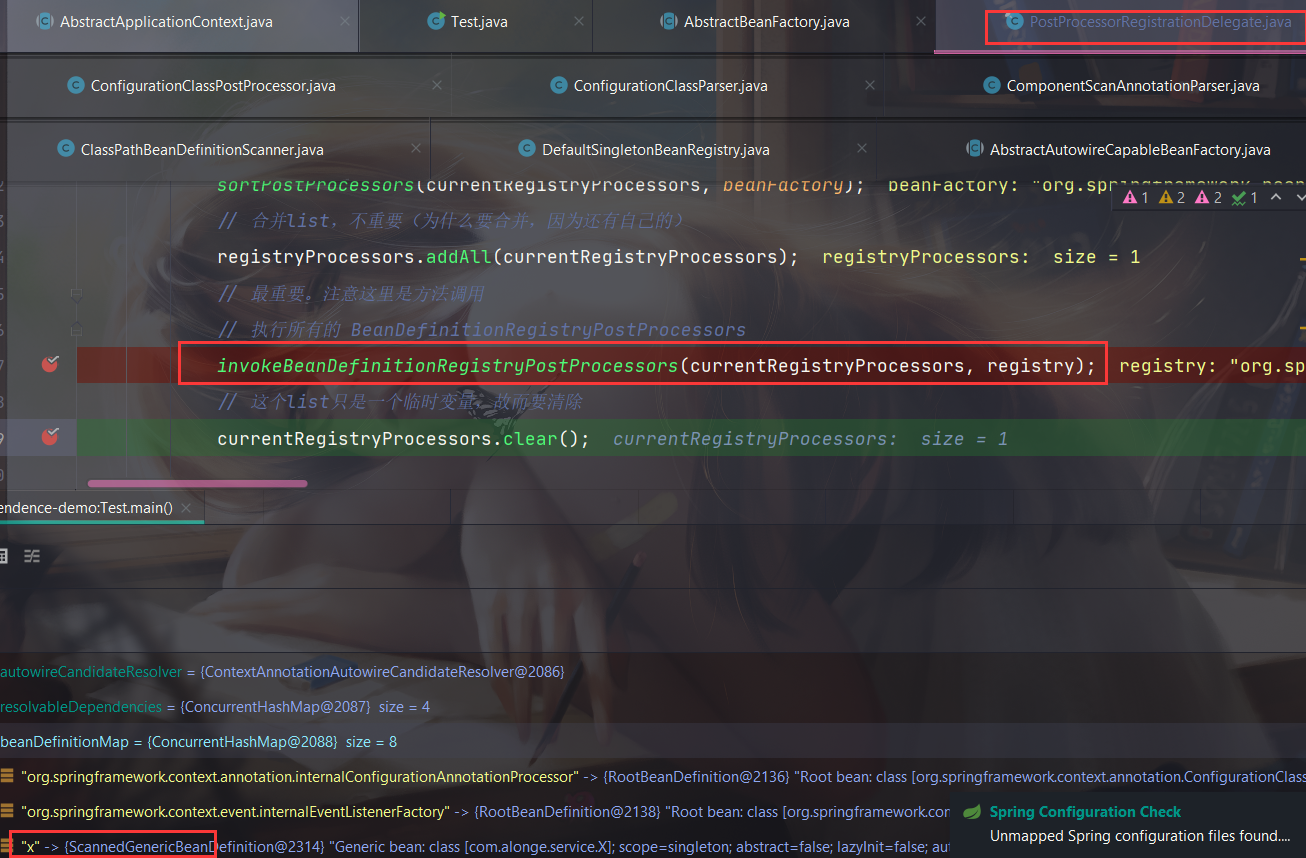 AbstractApplicationContext.java Test.java AbstractBeanFactory.java PostProcessorRegistrationDelegate.java
ConfigurationClassPostProcessor.java ConfigurationClassParser.java ComponentScanAnnotationParser.java
ClassPathBeanDefinitionScanner.java DefaultSingletonBeanRegistry.java AbstractAutowireCapableBeanFactory.java
sortPostProcessors(currentRegistryProcessors, beanFactory); beanFactory:
1 2 2 1
// 合并list，不重要（为什么要合并，因为还有自己的）
registryProcessors.addAll(currentRegistryProcessors); registryProcessors: size = 1
// 最重要。注意这里是方法调用
// 执行所有的 BeanDefinitionRegistryPostProcessors
invokeBeanDefinitionRegistryPostProcessors(currentRegistryProcessors, registry); registry: "org.sp
// 这个list只是一个临时变量，故而要清除
currentRegistryProcessors.clear(); currentRegistryProcessors: size = 1
endence-demo:Test.main()
autowireCandidateResolver = {ContextAnnotationAutowireCandidateResolver@2086}
resolvableDependencies = {ConcurrentHashMap@2087} size = 4
beanDefinitionMap = {ConcurrentHashMap@2088} size = 8
"org.springframework.context.annotation.internalConfigurationAnnotationProcessor" -> {RootBeanDefinition@2136} "Root bean: class [org.springframework.context.annotation.ConfigurationClass
"org.springframework.context.event.internalEventListenerFactory" -> {RootBeanDefinition@2138} "Root bean: class [org.springframework.con
"x" -> {ScannedGenericBeanDefinition@2314} "Generic bean: class [com.alonge.service.X]; scope=singleton; abstract=false; lazyInit=false; au
Spring Configuration Check
Unmapped Spring configuration files found....